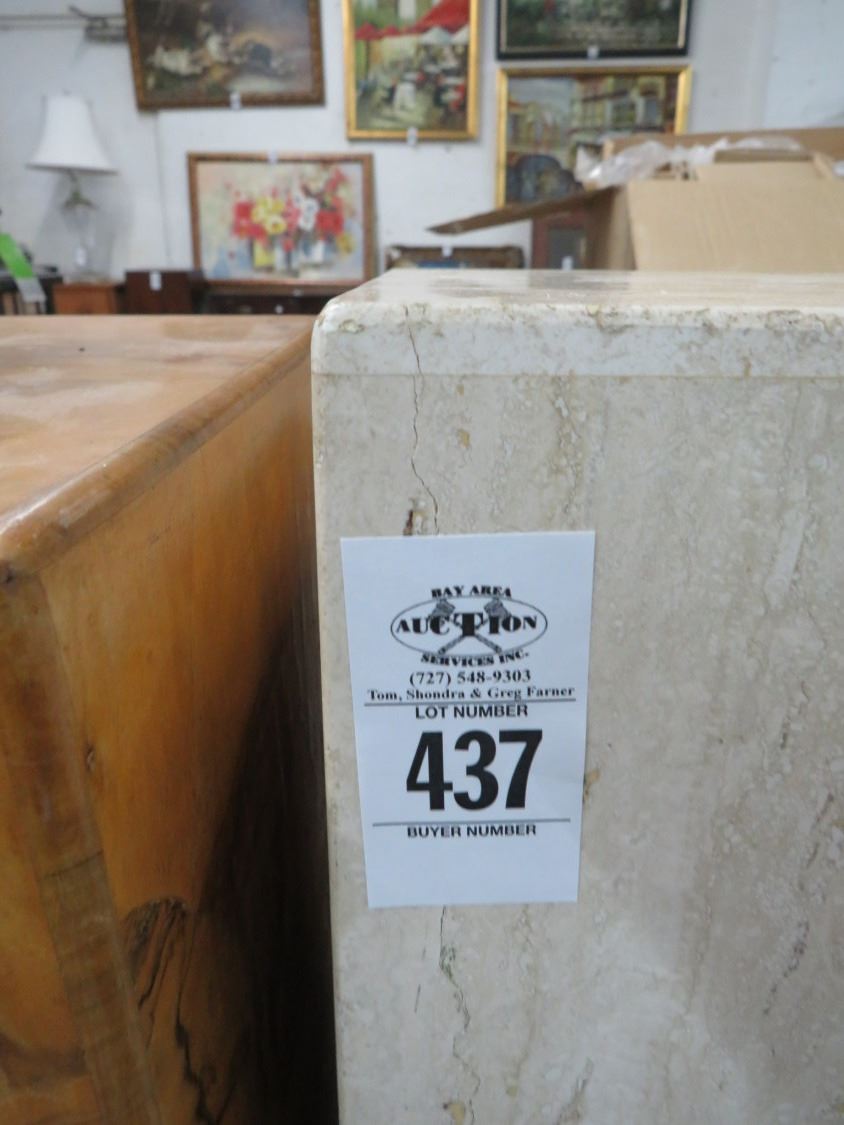 BAY AREA
AUCTION
SERVICES INC.
(727) 548-9303
Tom, Shondra & Greg Farner
LOT NUMBER
437
BUYER NUMBER